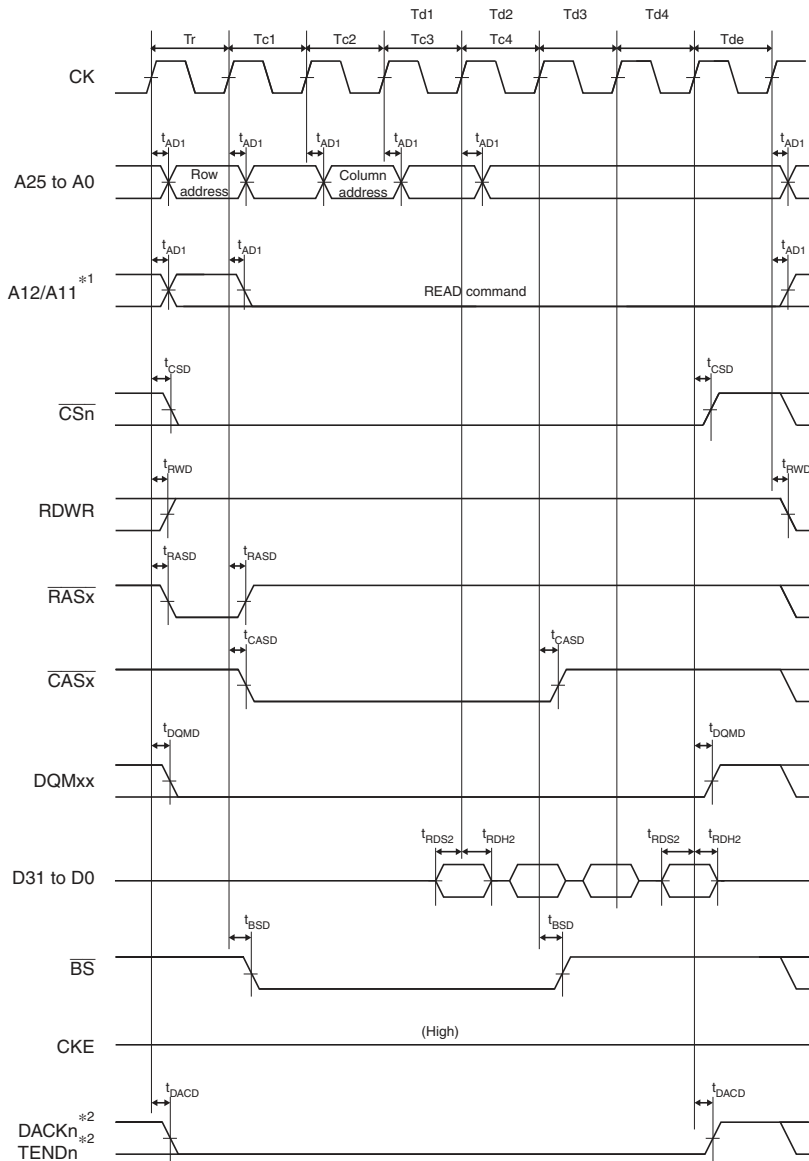 Td1 Td2 Td3 Td4
Tr Tc1 Tc2 Tc3 Tc4 Tde
CK
tAD1 tAD1 tAD1 tAD1 tAD1 tAD1
A25 to A0
Row address
Column address
tAD1 tAD1 tAD1
A12/A11*1
READ command
tCSD tCSD
CSn
tRWD tRWD
RDWR
tRASD tRASD
RASx
tCASD tCASD
CASx
tDQMD tDQMD
DQMxx
tRDS2 tRDH2 tRDS2 tRDH2
D31 to D0
tBSD tBSD
BS
(High)
CKE
tDACD tDACD
DACKn*2
TENDn*2